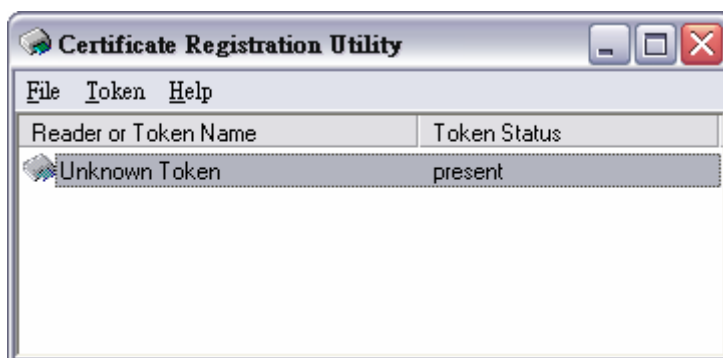 Certificate Registration Utility
File Token Help
Reader or Token Name Token Status
Unknown Token present